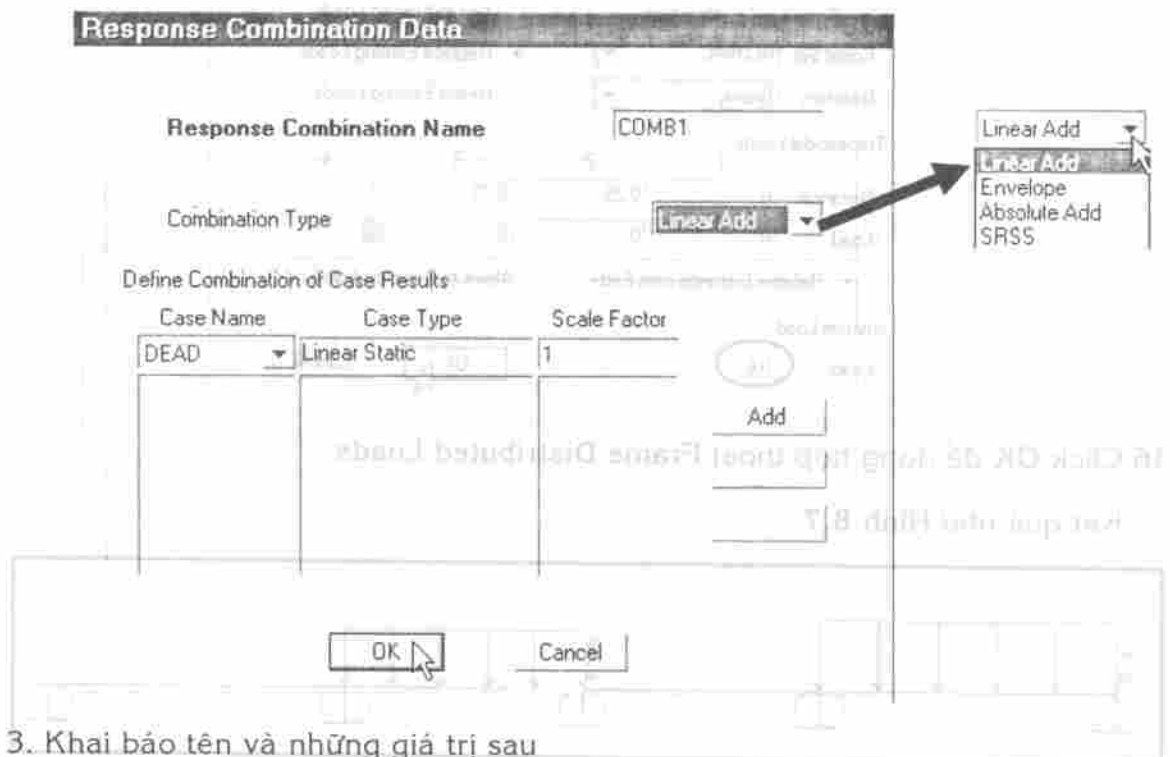 Response Combination Data
Response Combination Name COMB1
Combination Type Linear Add
Linear Add
Linear Add
Envelope
Absolute Add
SRSS
Define Combination of Case Results
Case Name Case Type Scale Factor
DEAD Linear Static 1
Add
OK Cancel
3. Khai báo tên và những giá trị sau